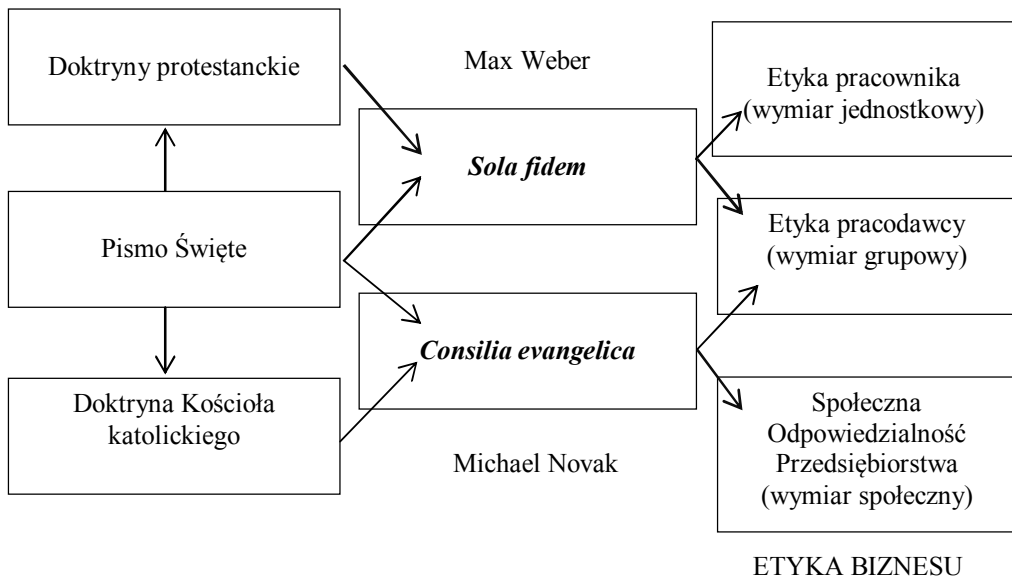 Doktryny protestanckie
Pismo Święte
Doktryna Kościoła
katolickiego
Max Weber
Sola fidem
Consilia evangelica
Michael Novak
Etyka pracownika
(wymiar jednostkowy)
Etyka pracodawcy
(wymiar grupowy)
Społeczna
Odpowiedzialność
Przedsiębiorstwa
(wymiar społeczny)
ETYKA BIZNESU